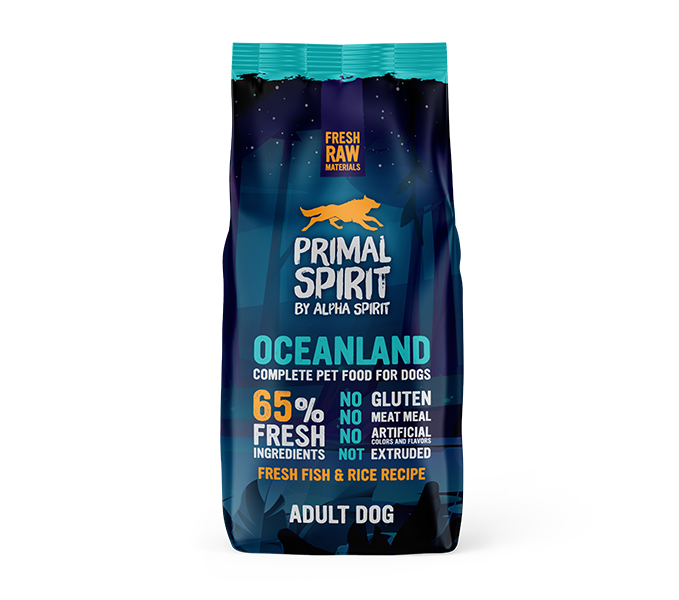 FRESH
RAW
MATERIALS
PRIMAL
SPIRIT
BY ALPHA SPIRIT
OCEANLAND
COMPLETE PET FOOD FOR DOGS
65%
FRESH
INGREDIENTS
NO GLUTEN
NO MEAT MEAL
NO ARTIFICIAL
COLORS AND FLAVORS
NOT EXTRUDED
FRESH FISH & RICE RECIPE
ADULT DOG